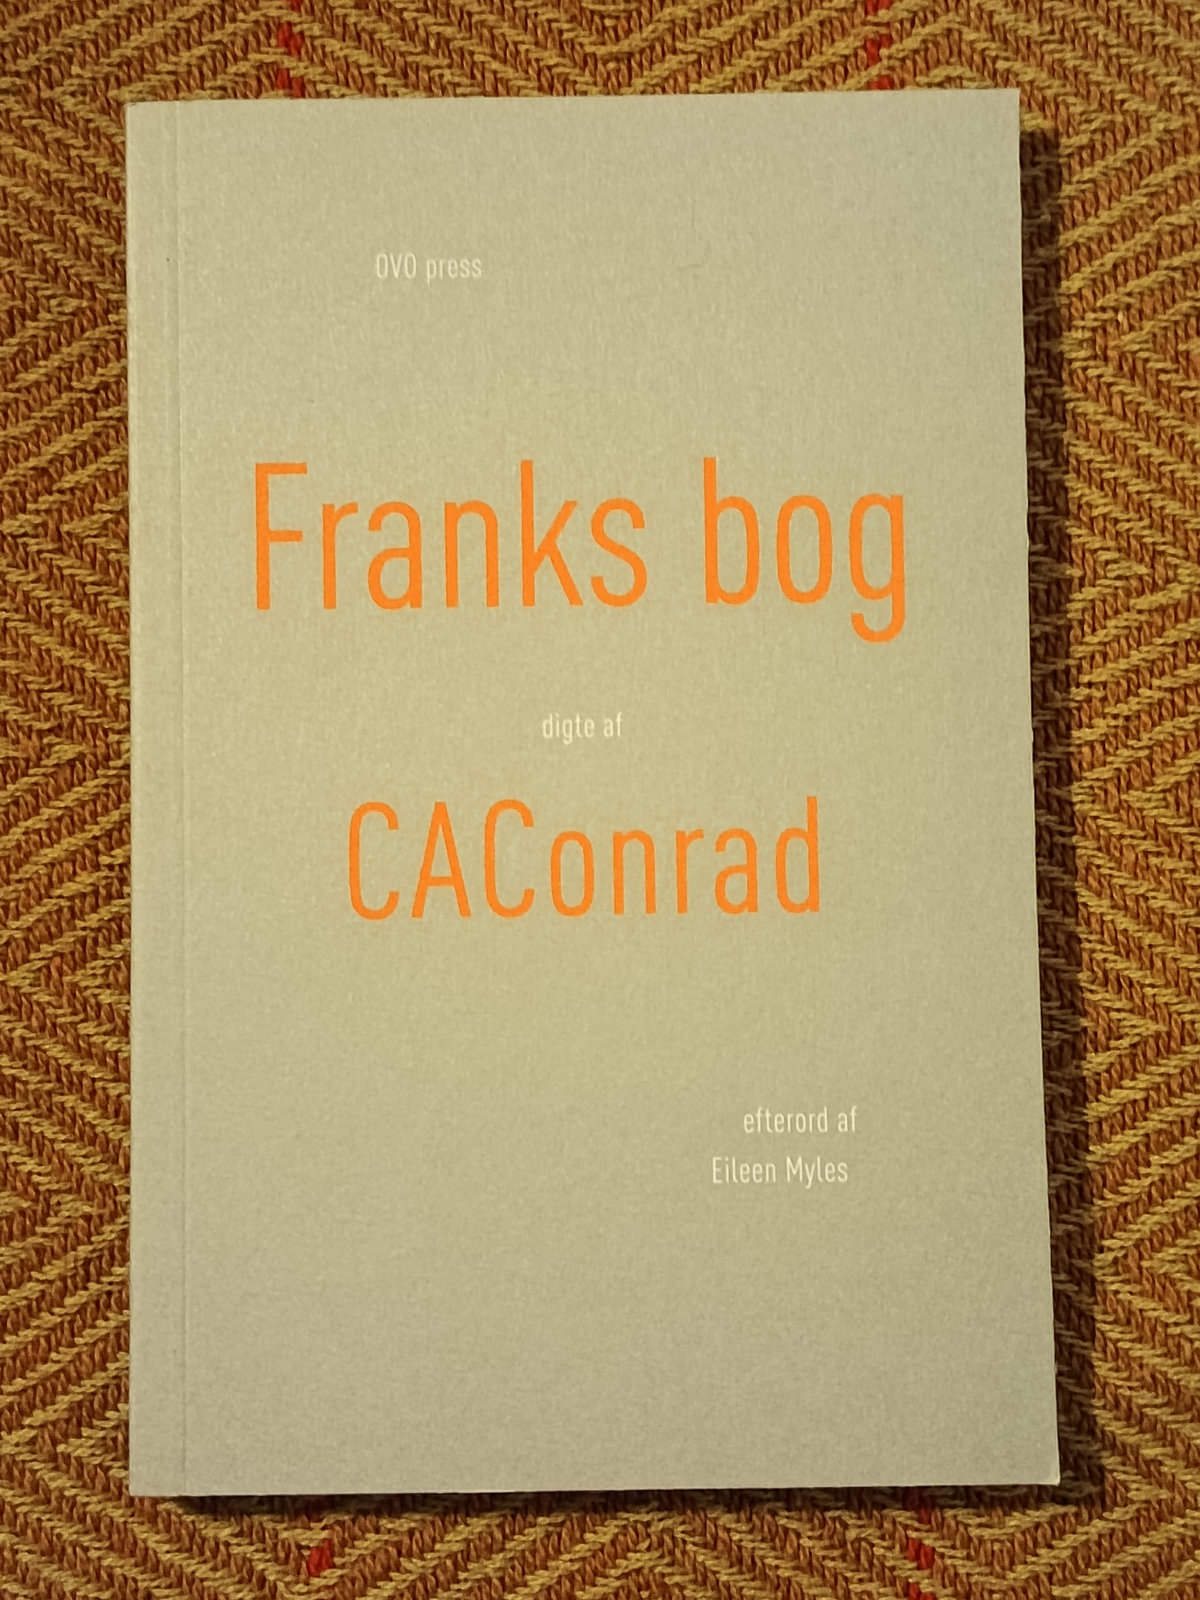 OVO press
Franks bog
digte af
CAConrad
efterord af
Eileen Myles